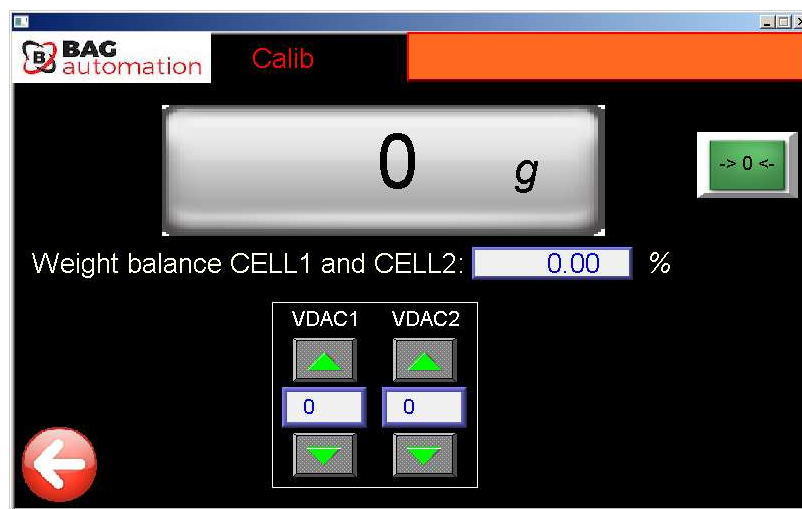 BAG
automation
Calib
0 g
-> 0 <-
Weight balance CELL1 and CELL2: 0.00 %
VDAC1 VDAC2
0 0